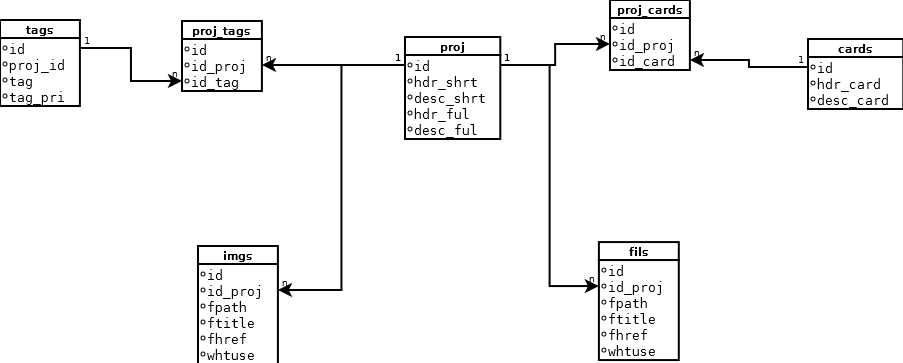 tags
id
proj_id
tag
tag_pri
1
n
proj_tags
id
id_proj
id_tag
n
1
proj
id
hdr_shrt
desc_shrt
hdr_ful
desc_ful
1
n
proj_cards
id
id_proj
id_card
n
1
cards
id
hdr_card
desc_card
imgs
id
id_proj
fpath
ftitle
fhref
whtuse
n
n
fils
id
id_proj
fpath
ftitle
fhref
whtuse